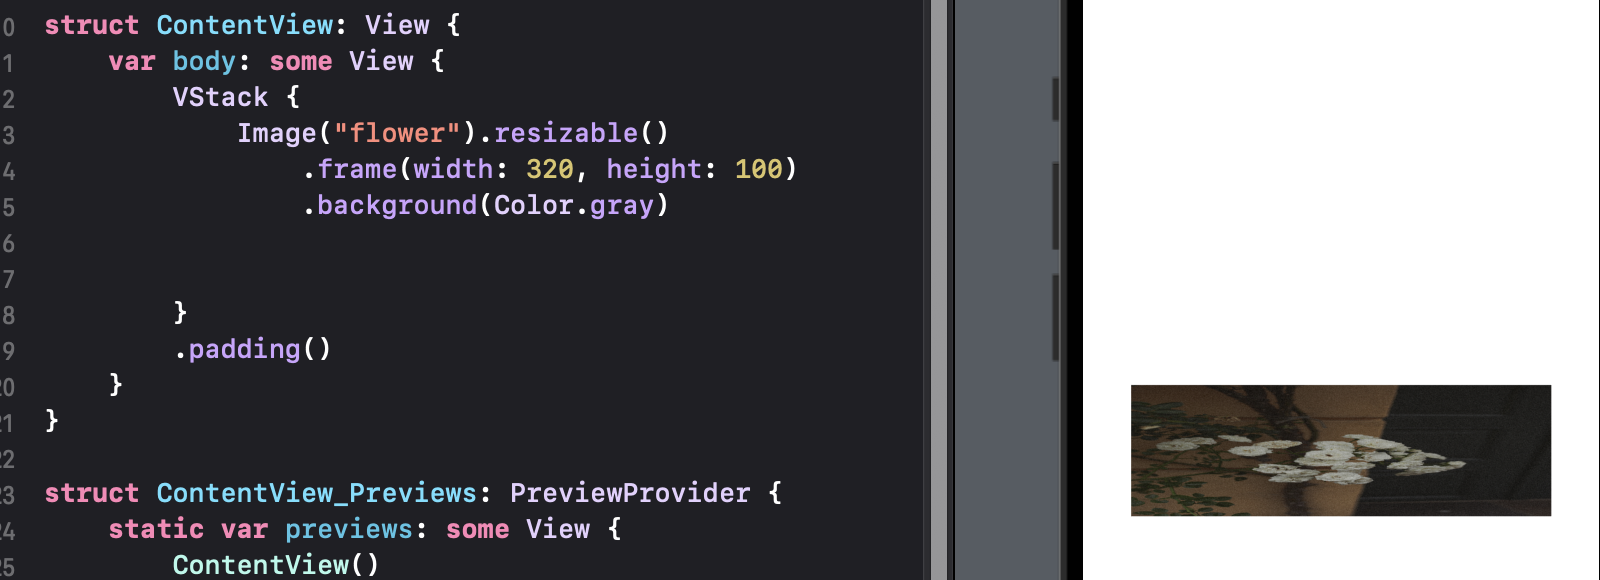 0 struct ContentView: View {
1 var body: some View {
2 VStack {
3 Image("flower").resizable()
4 .frame(width: 320, height: 100)
5 .background(Color.gray)
6
7
8 }
9 .padding()
20 }
21 }
22
23 struct ContentView_Previews: PreviewProvider {
24 static var previews: some View {
25 ContentView()